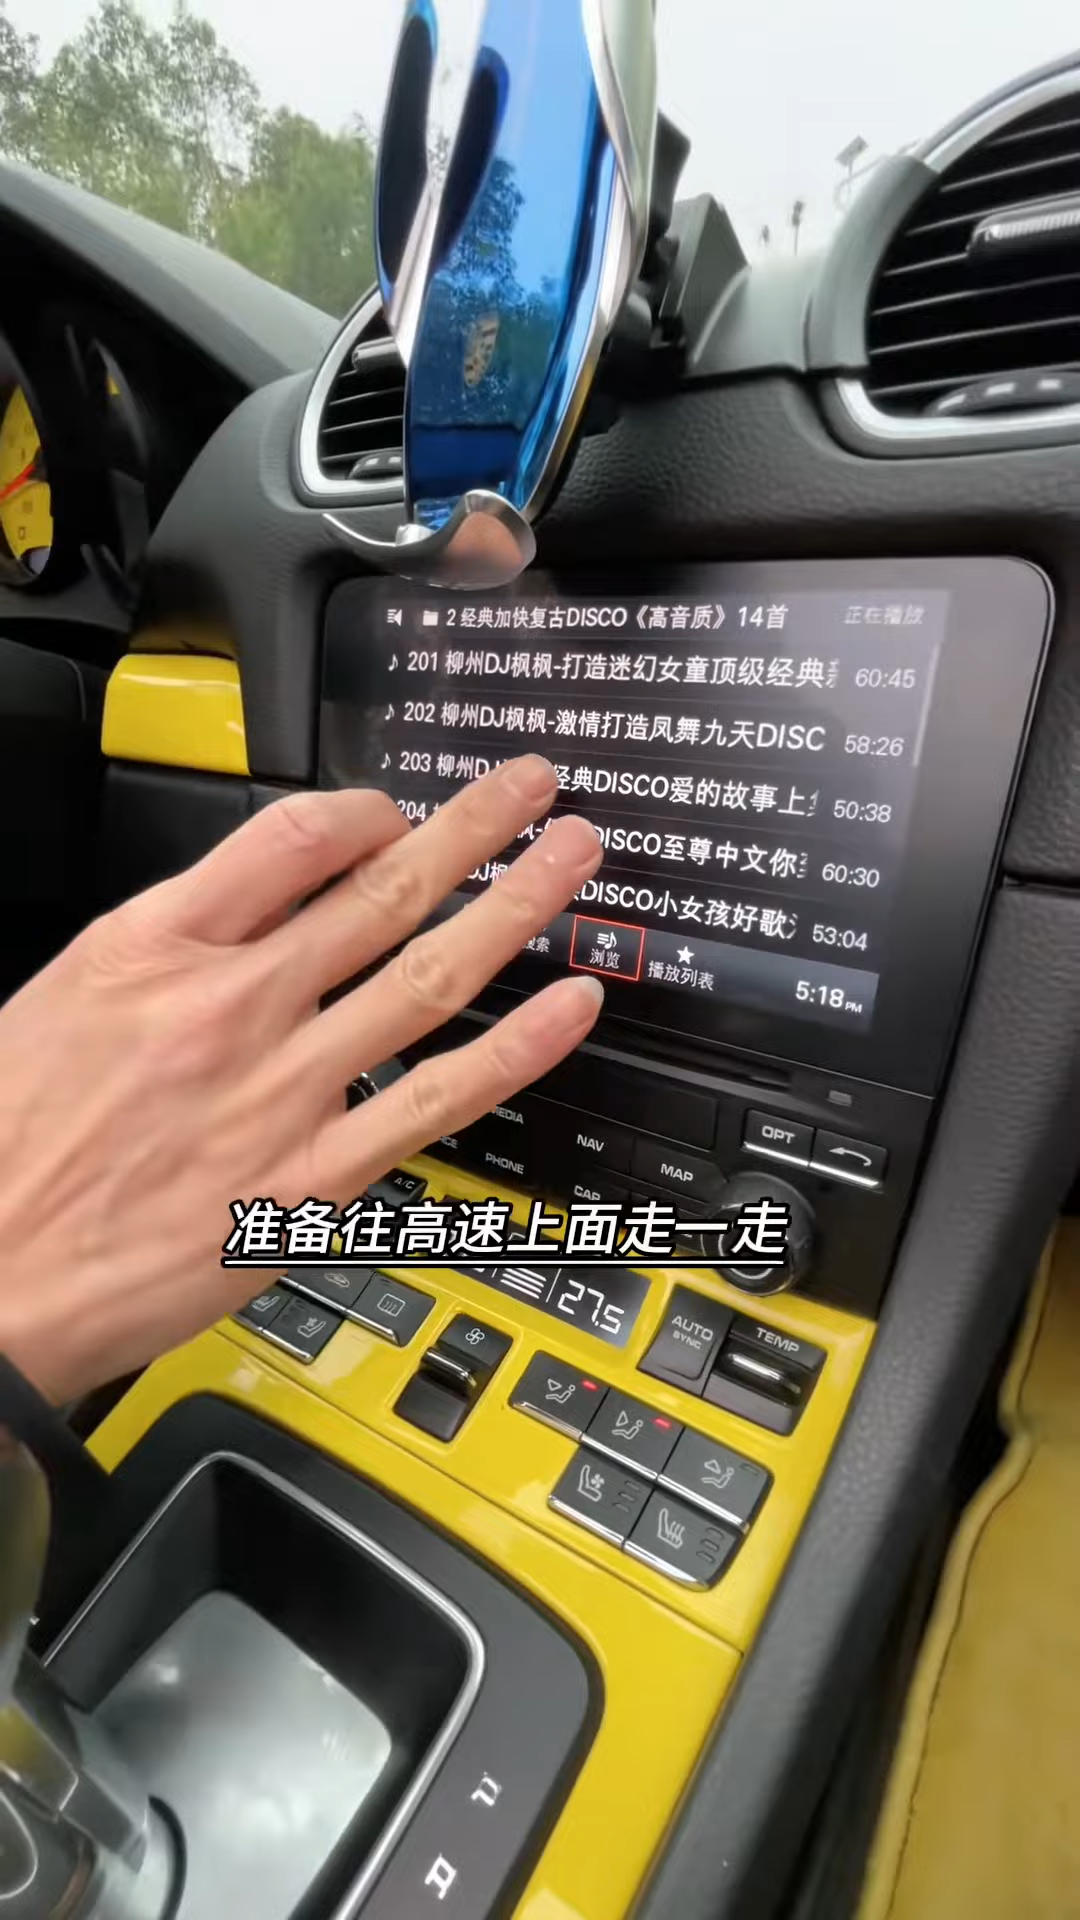 2 经典加快复古DISCO《高音质》14首 正在播放
201 柳州DJ枫枫-打造迷幻女童顶级经典 60:45
202 柳州DJ枫枫-激情打造凤舞九天DISC 58:26
203 柳州D 经典DISCO爱的故事上 50:38
204 枫- DISCO至尊中文你 60:30
DJ枫 DISCO小女孩好歌 53:04
搜索 浏览 播放列表 5:18PM
MEDIA NAV OPT
PHONE MAP
CAR
A/C
准备往高速上面走一走
27.5
AUTO SYNC TEMP